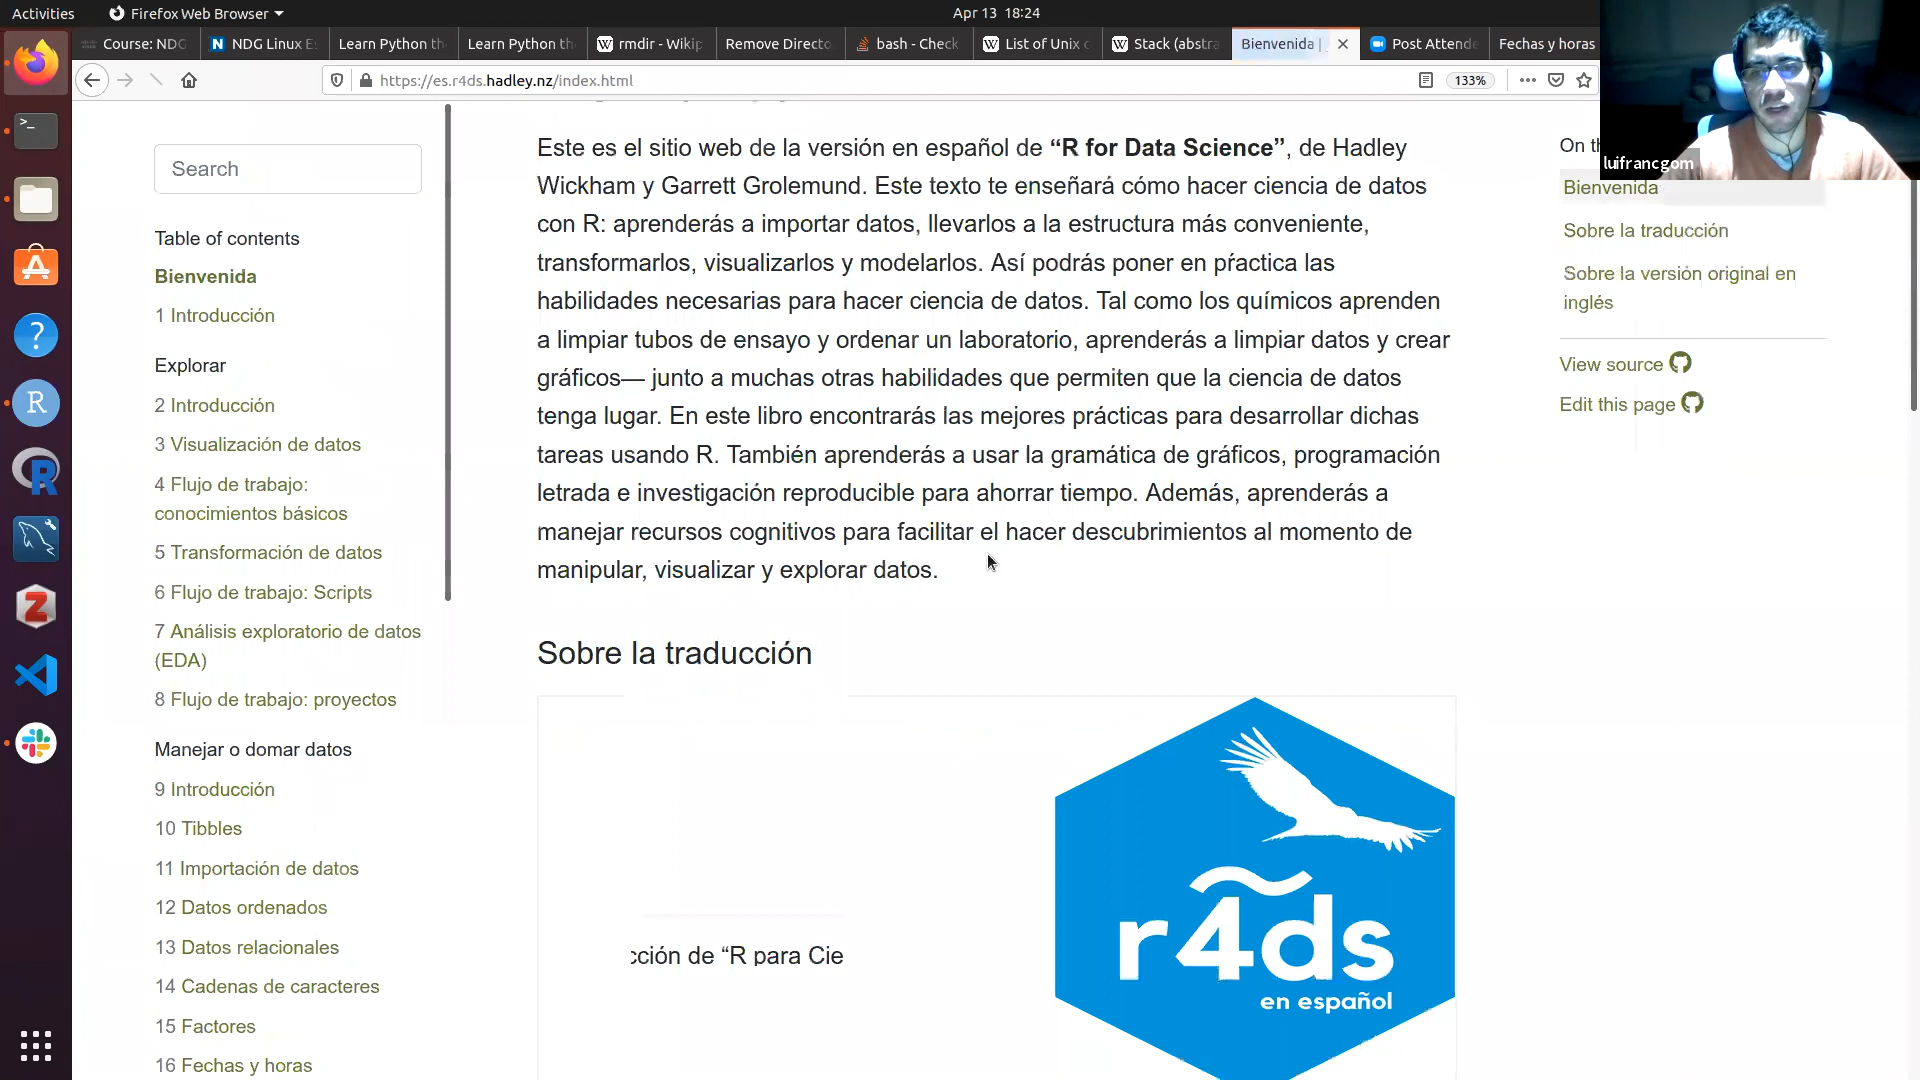 Activities
Firefox Web Browser
Apr 13 18:24
Course: NDG
NDG Linux Es
Learn Python th
Learn Python th
rmdir - Wikip
Remove Directo
bash - Check
List of Unix c
Stack (abstra
Bienvenida |
Post Attende
Fechas y horas
https://es.r4ds.hadley.nz/index.html
133%
luifrancgom
Search
Table of contents
Bienvenida
1 Introducción
Explorar
2 Introducción
3 Visualización de datos
4 Flujo de trabajo:
conocimientos básicos
5 Transformación de datos
6 Flujo de trabajo: Scripts
7 Análisis exploratorio de datos
(EDA)
8 Flujo de trabajo: proyectos
Manejar o domar datos
9 Introducción
10 Tibbles
11 Importación de datos
12 Datos ordenados
13 Datos relacionales
14 Cadenas de caracteres
15 Factores
16 Fechas y horas
Este es el sitio web de la versión en español de “R for Data Science”, de Hadley
Wickham y Garrett Grolemund. Este texto te enseñará cómo hacer ciencia de datos
con R: aprenderás a importar datos, llevarlos a la estructura más conveniente,
transformarlos, visualizarlos y modelarlos. Así podrás poner en pŕactica las
habilidades necesarias para hacer ciencia de datos. Tal como los químicos aprenden
a limpiar tubos de ensayo y ordenar un laboratorio, aprenderás a limpiar datos y crear
gráficos— junto a muchas otras habilidades que permiten que la ciencia de datos
tenga lugar. En este libro encontrarás las mejores prácticas para desarrollar dichas
tareas usando R. También aprenderás a usar la gramática de gráficos, programación
letrada e investigación reproducible para ahorrar tiempo. Además, aprenderás a
manejar recursos cognitivos para facilitar el hacer descubrimientos al momento de
manipular, visualizar y explorar datos.
Sobre la traducción
cción de “R para Cie
r4ds
en español
On th
Bienvenida
Sobre la traducción
Sobre la versión original en
inglés
View source
Edit this page